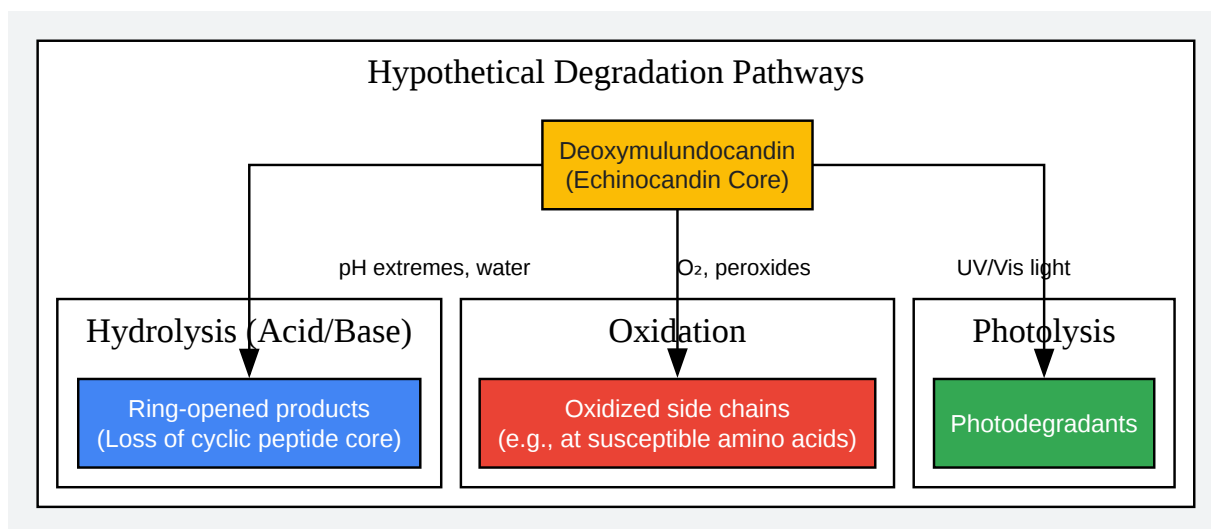 Hypothetical Degradation Pathways
Deoxymulundocandin
(Echinocandin Core)
pH extremes, water
O₂, peroxides
UV/Vis light
Hydrolysis (Acid/Base)
Oxidation
Photolysis
Ring-opened products
(Loss of cyclic peptide core)
Oxidized side chains
(e.g., at susceptible amino acids)
Photodegradants